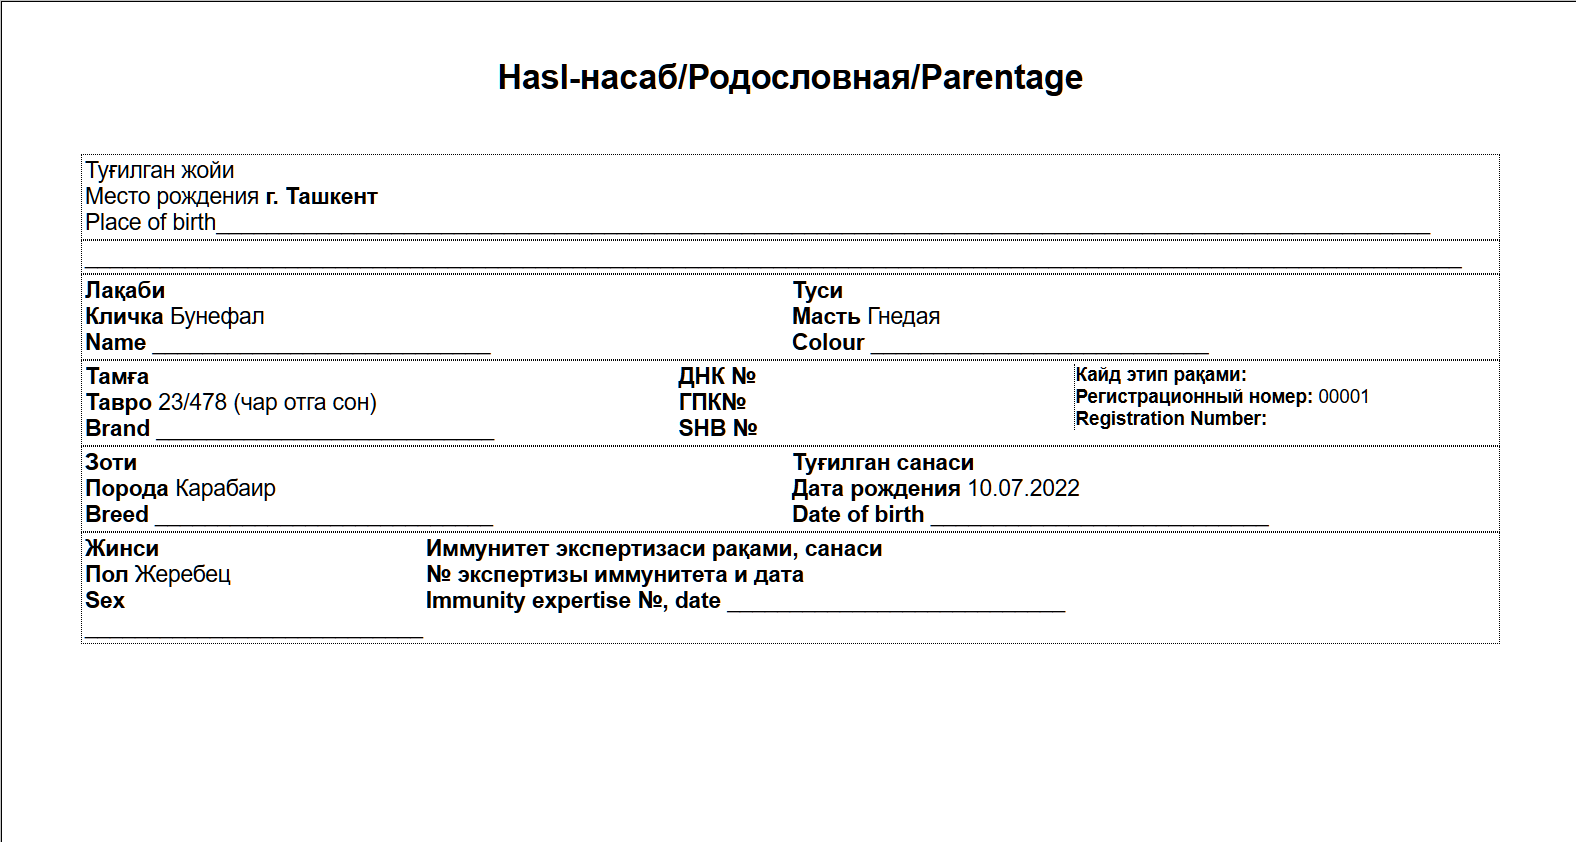 Hasl-насаб/Родословная/Parentage
Туғилган жойи
Место рождения г. Ташкент
Place of birth
Лақаби
Кличка Бунефал
Name
Туси
Масть Гнедая
Colour
Тамға
Тавро 23/478 (чар отга сон)
Brand
ДНК №
ГПК№
SHB №
Кайд этип рақами:
Регистрационный номер: 00001
Registration Number:
Зоти
Порода Карабаир
Breed
Туғилган санаси
Дата рождения 10.07.2022
Date of birth
Жинси
Пол Жеребец
Sex
Иммунитет экспертизаси рақами, санаси
№ экспертизы иммунитета и дата
Immunity expertise №, date